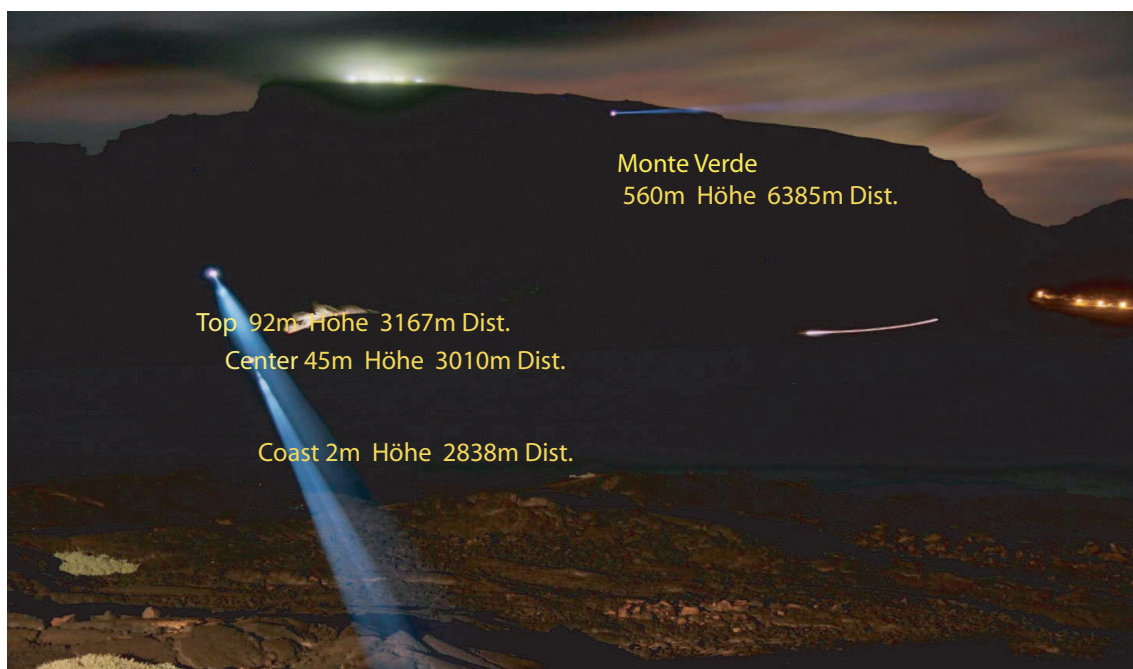 Monte Verde
560m Höhe 6385m Dist.
Top 92m Höhe 3167m Dist.
Center 45m Höhe 3010m Dist.
Coast 2m Höhe 2838m Dist.